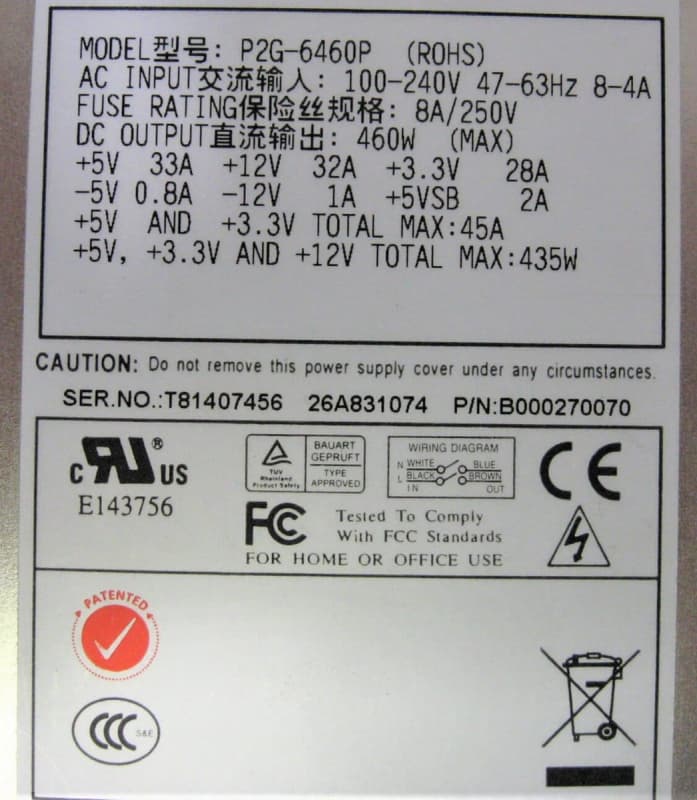 MODEL型号: P2G-6460P (ROHS)
AC INPUT交流输入: 100-240V 47-63Hz 8-4A
FUSE RATING保险丝规格: 8A/250V
DC OUTPUT直流输出: 460W (MAX)
+5V 33A +12V 32A +3.3V 28A
-5V 0.8A -12V 1A +5VSB 2A
+5V AND +3.3V TOTAL MAX:45A
+5V, +3.3V AND +12V TOTAL MAX:435W
CAUTION: Do not remove this power supply cover under any circumstances.
SER.NO.:T81407456 26A831074 P/N:B000270070
c RU US ®
E143756
TUV
Rheinland
Product Safety
BAUART
GEPRUFT
TYPE
APPROVED
WIRING DIAGRAM
N WHITE BLUE
L BLACK BROWN
IN OUT
CE
FCC
Tested To Comply
With FCC Standards
FOR HOME OR OFFICE USE
PATENTED
CCC S&E